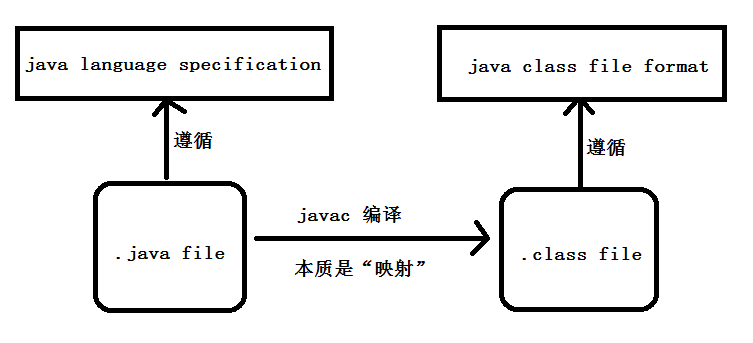 java language specification
java class file format
遵循
遵循
javac 编译
.java file
本质是“映射”
.class file